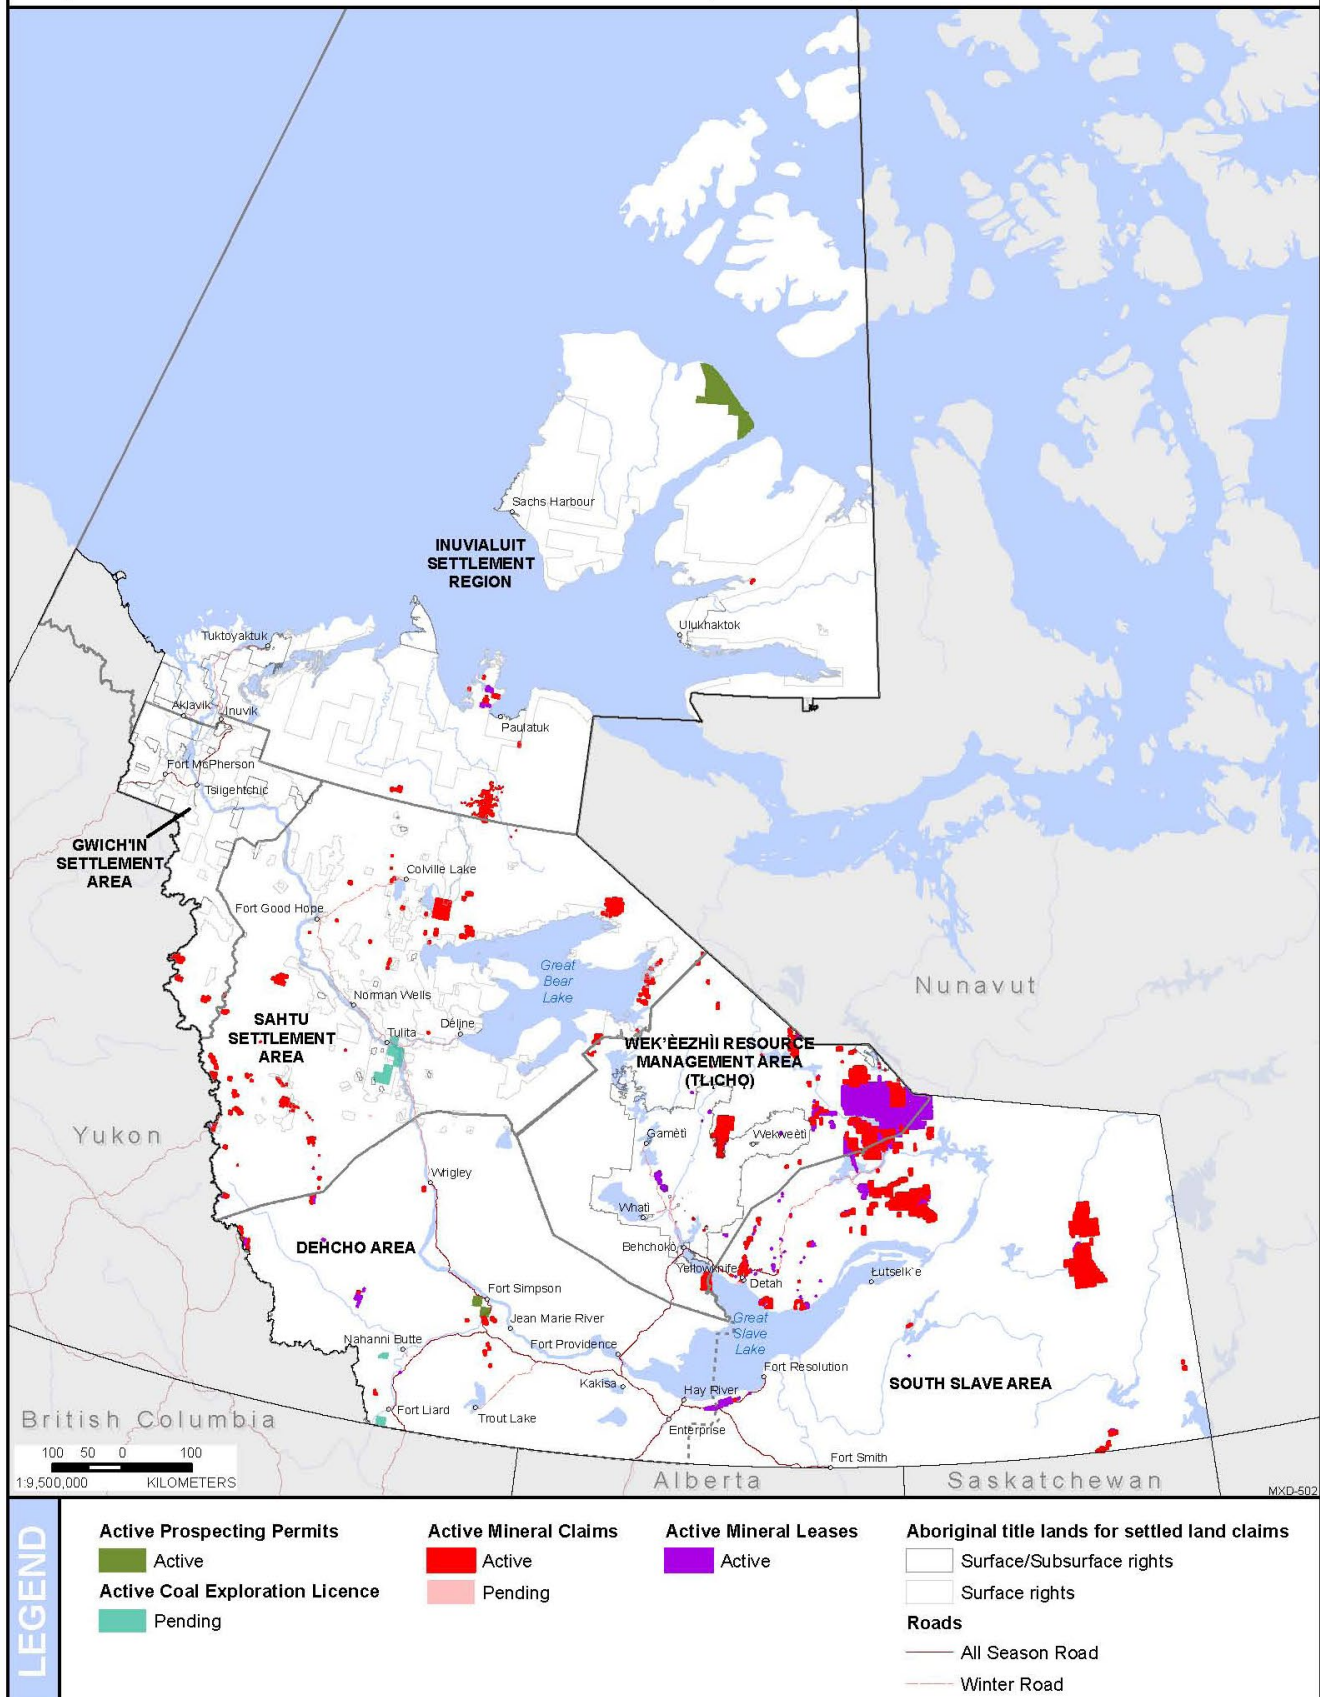 Sachs Harbour
INUVIALUIT
SETTLEMENT
REGION
Ulukhaktok
Tuktoyaktuk
Aklavik
Inuvik
Paulatuk
Fort McPherson
Tsiigehtchic
GWICH'IN
SETTLEMENT
AREA
Colville Lake
Fort Good Hope
Great
Bear
Lake
Nunavut
Norman Wells
SAHTU
SETTLEMENT
AREA
Tulita
Déline
WEK'ÈEZHÌI RESOURCE
MANAGEMENT AREA
(TLICHO)
Yukon
Gamètì
Wekweètì
Wrigley
Whatì
DEHCHO AREA
Behchokò
Yellowknife
Detah
Łutselk'e
Fort Simpson
Jean Marie River
Great
Slave
Lake
Nahanni Butte
Fort Providence
Fort Resolution
Kakisa
Hay River
SOUTH SLAVE AREA
British Columbia
Fort Liard
Trout Lake
Enterprise
Fort Smith
100 50 0 100
1:9,500,000 KILOMETERS
Alberta
Saskatchewan
MXD-502
LEGEND
Active Prospecting Permits
Active
Active Coal Exploration Licence
Pending
Active Mineral Claims
Active
Pending
Active Mineral Leases
Active
Aboriginal title lands for settled land claims
Surface/Subsurface rights
Surface rights
Roads
All Season Road
Winter Road